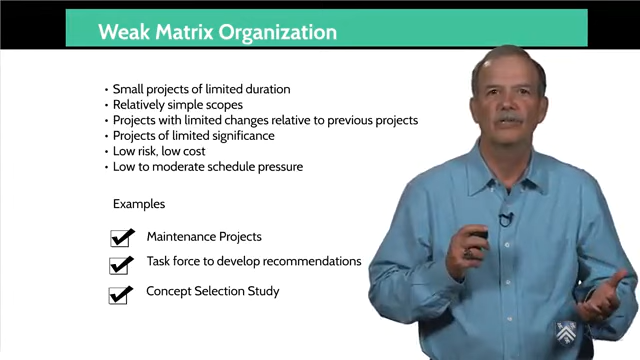 Weak Matrix Organization
• Small projects of limited duration
• Relatively simple scopes
• Projects with limited changes relative to previous projects
• Projects of limited significance
• Low risk, low cost
• Low to moderate schedule pressure
Examples
Maintenance Projects
Task force to develop recommendations
Concept Selection Study